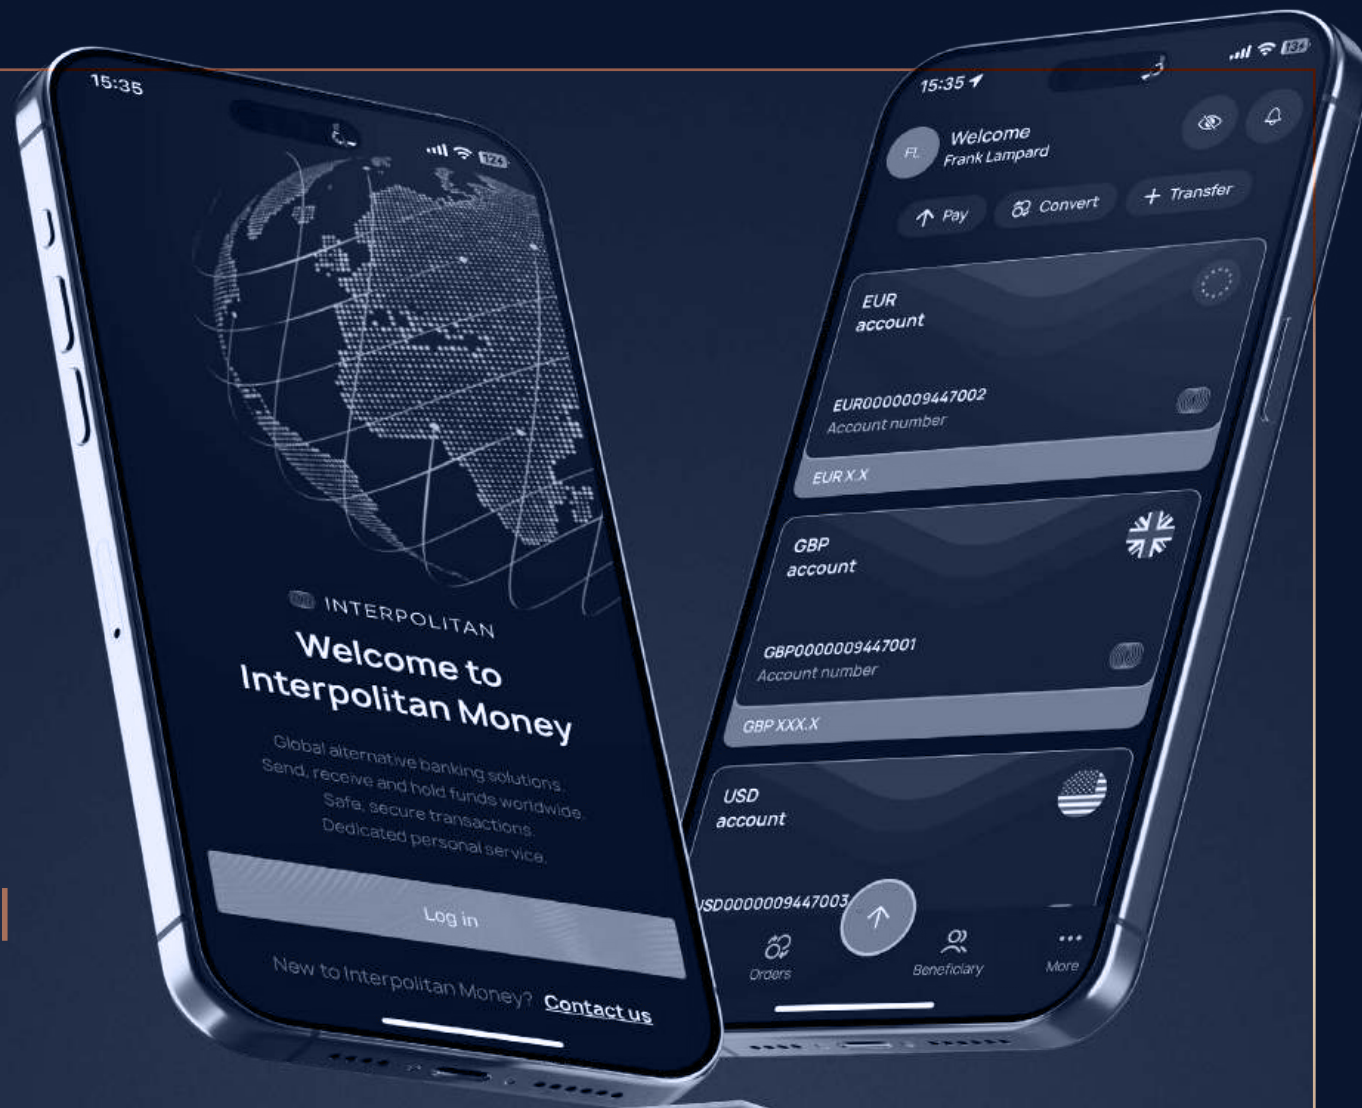 15:35
124
INTERPOLITAN
Welcome to
Interpolitan Money
Global alternative banking solutions.
Send, receive and hold funds worldwide.
Safe, secure transactions.
Dedicated personal service.
Log in
New to Interpolitan Money? Contact us
15:35
FL
Welcome
Frank Lampard
Pay
Convert
Transfer
EUR
account
EUR0000009447002
Account number
EUR X.X
GBP
account
GBP0000009447001
Account number
GBP XXX.X
USD
account
USD0000009447003
Orders
Beneficiary
More